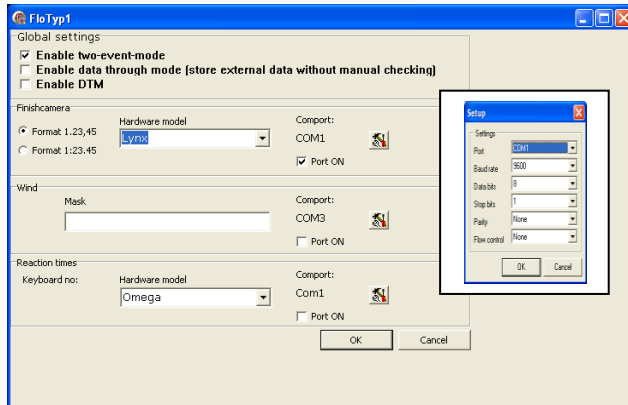 FloTyp1
Global settings
Enable two-event-mode
Enable data through mode (store external data without manual checking)
Enable DTM
Finishcamera
Format 1.23,45
Format 1:23.45
Hardware model
Lynx
Comport:
COM1
Port ON
Wind
Mask
Comport:
COM3
Port ON
Reaction times
Keyboard no:
Hardware model
Omega
Comport:
Com1
Port ON
OK
Cancel
Setup
Settings
Port COM1
Baud rate 9600
Data bits 8
Stop bits 1
Parity None
Flow control None
OK Cancel